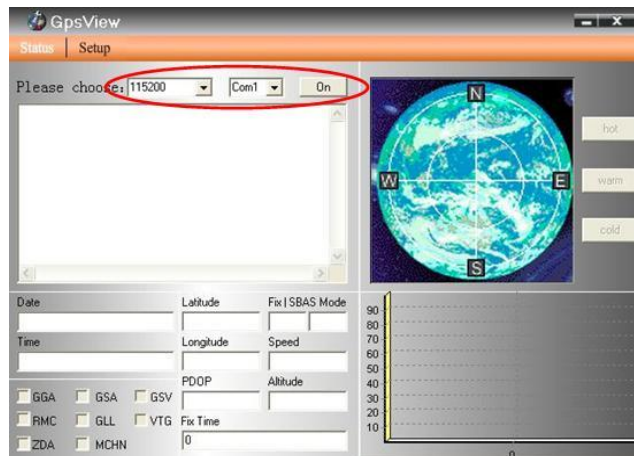 GpsView
Status | Setup
Please choose: 115200 Com1 On
N
W E
S
hot
warm
cold
Date Latitude Fix | SBAS Mode
Time Longitude Speed
PDOP Altitude
GGA GSA GSV
RMC GLL VTG Fix Time
ZDA MCHN 0
90
80
70
60
50
40
30
20
10
0